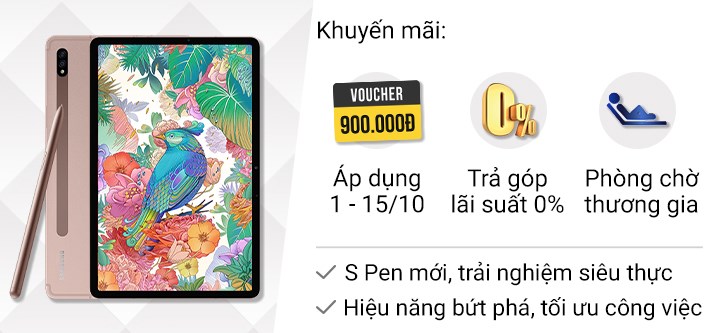 Khuyến mãi:
VOUCHER
900.000Đ
0%
Áp dụng
1 - 15/10
Trả góp
lãi suất 0%
Phòng chờ
thương gia
SAMSUNG
S Pen mới, trải nghiệm siêu thực
Hiệu năng bứt phá, tối ưu công việc